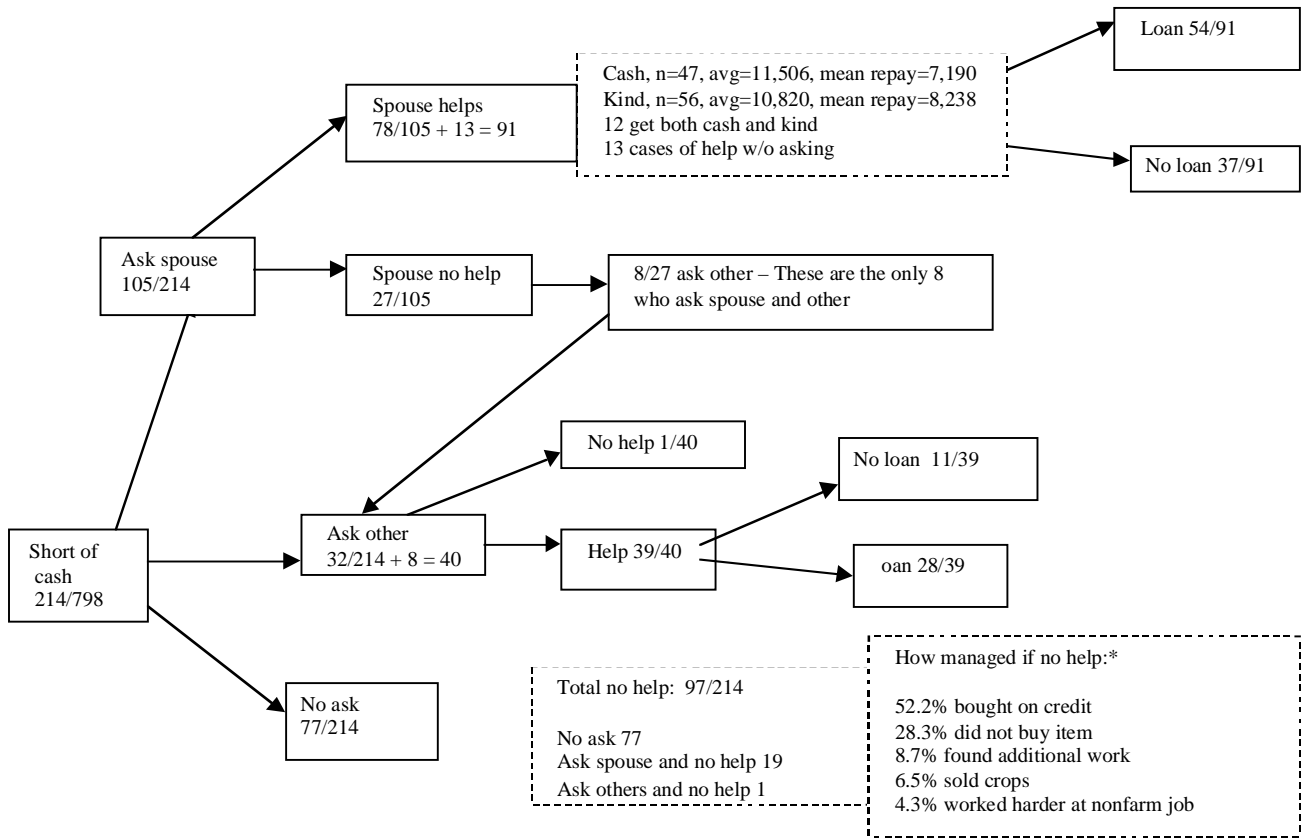 Loan 54/91
Cash, n=47, avg=11,506, mean repay=7,190
Kind, n=56, avg=10,820, mean repay=8,238
12 get both cash and kind
13 cases of help w/o asking
Spouse helps
78/105 + 13 = 91
No loan 37/91
Ask spouse
105/214
Spouse no help
27/105
8/27 ask other – These are the only 8
who ask spouse and other
No help 1/40
No loan 11/39
Ask other
32/214 + 8 = 40
Help 39/40
oan 28/39
Short of
cash
214/798
No ask
77/214
Total no help: 97/214
No ask 77
Ask spouse and no help 19
Ask others and no help 1
How managed if no help:*
52.2% bought on credit
28.3% did not buy item
8.7% found additional work
6.5% sold crops
4.3% worked harder at nonfarm job